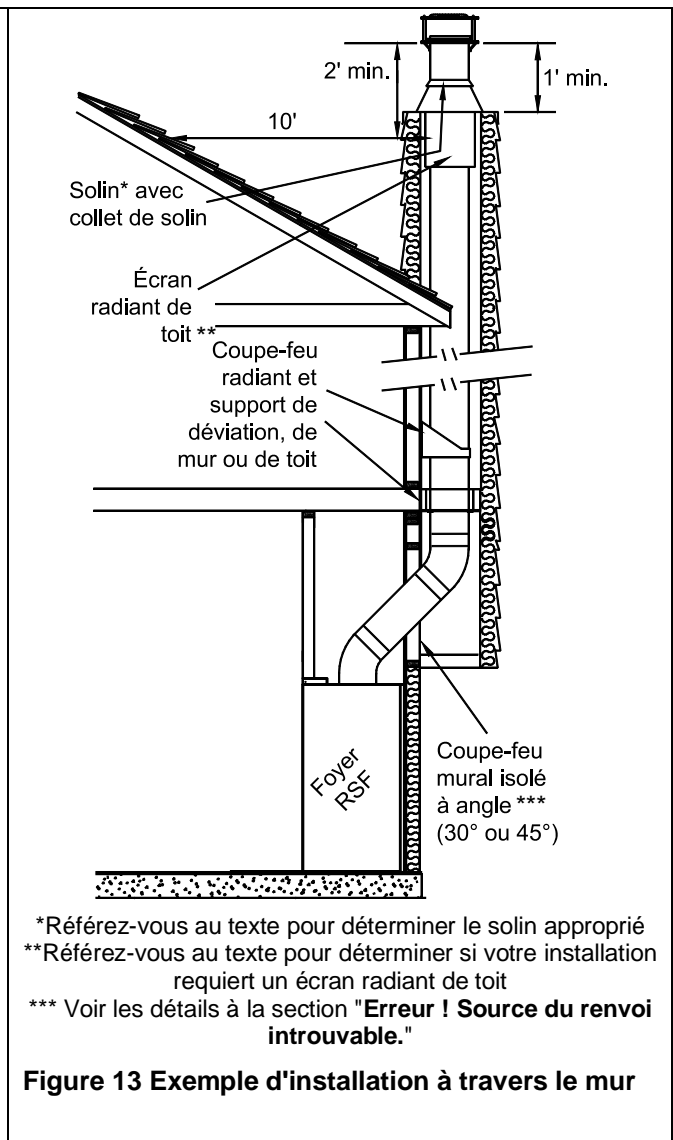 2' min.
1' min.
10'
Solin* avec
collet de solin
Écran
radiant de
toit **
Coupe-feu
radiant et
support de
déviation, de
mur ou de toit
Foyer
RSF
Coupe-feu
mural isolé
à angle ***
(30° ou 45°)
*Référez-vous au texte pour déterminer le solin approprié
**Référez-vous au texte pour déterminer si votre installation
requiert un écran radiant de toit
*** Voir les détails à la section "Erreur ! Source du renvoi
introuvable."
Figure 13 Exemple d'installation à travers le mur